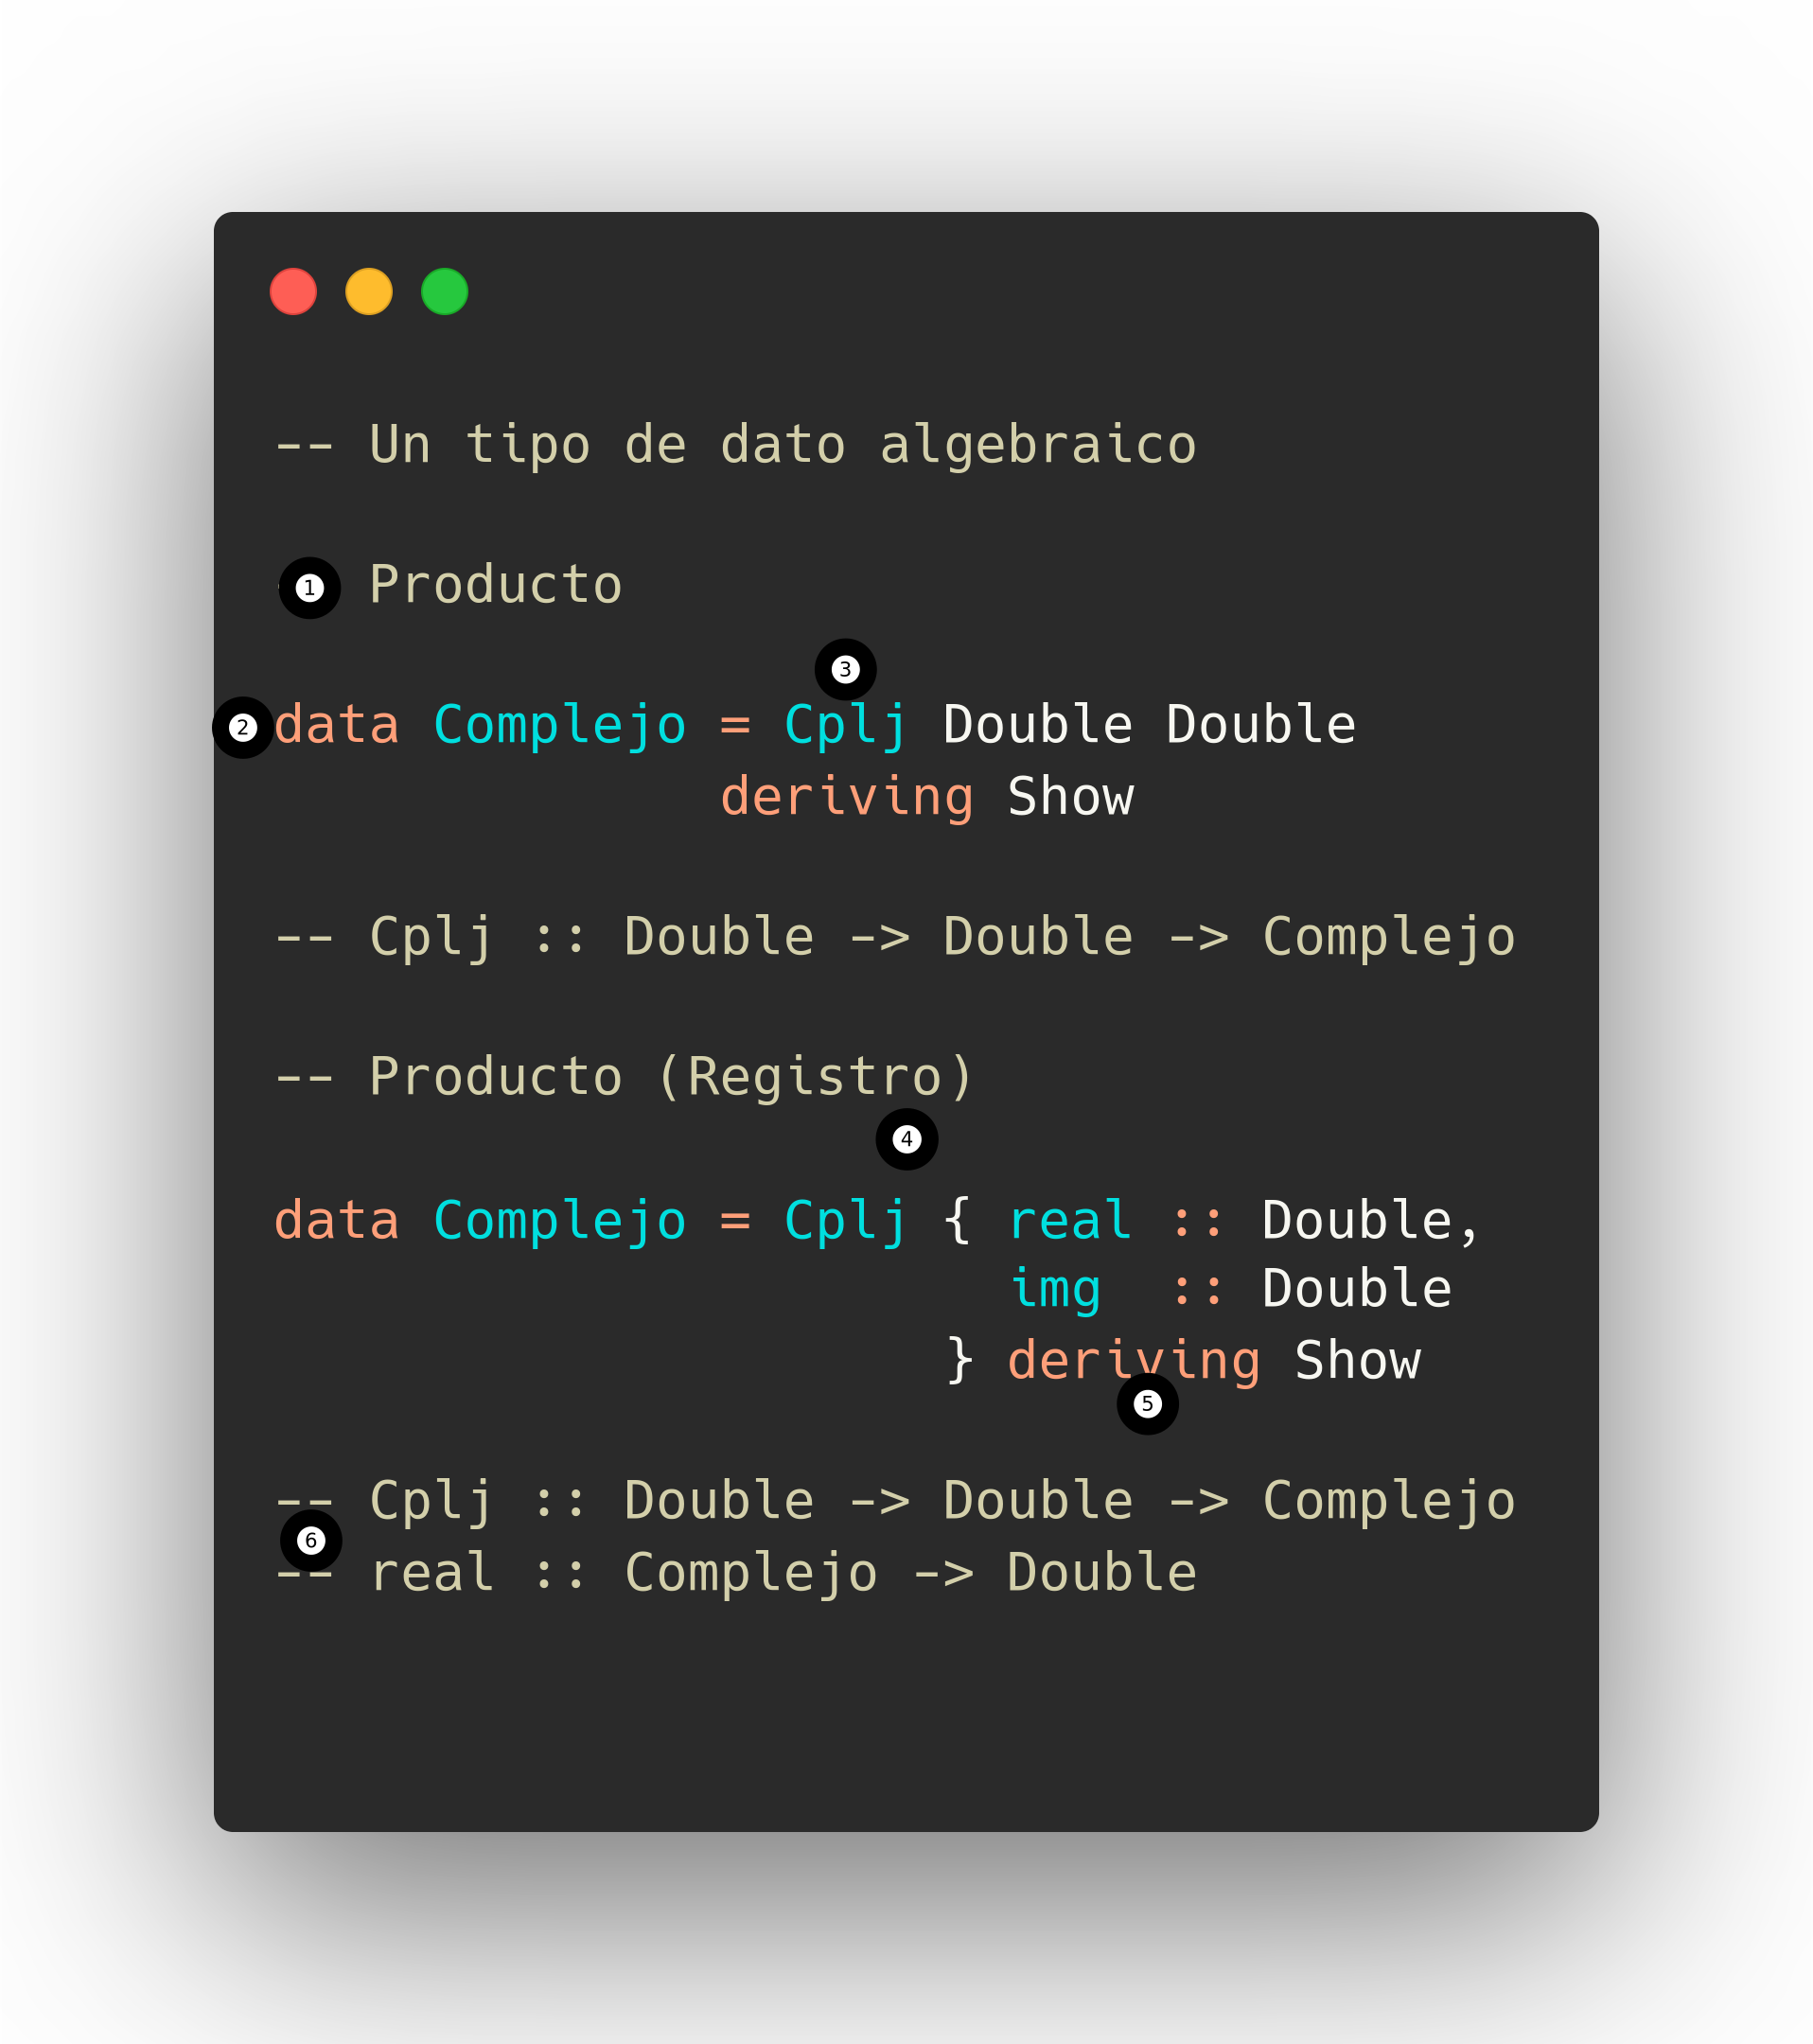 -- Un tipo de dato algebraico
1 Producto
3
2 data Complejo = Cplj Double Double
deriving Show
-- Cplj :: Double -> Double -> Complejo
-- Producto (Registro)
4
data Complejo = Cplj { real :: Double,
img :: Double
} deriving Show
5
-- Cplj :: Double -> Double -> Complejo
6
-- real :: Complejo -> Double